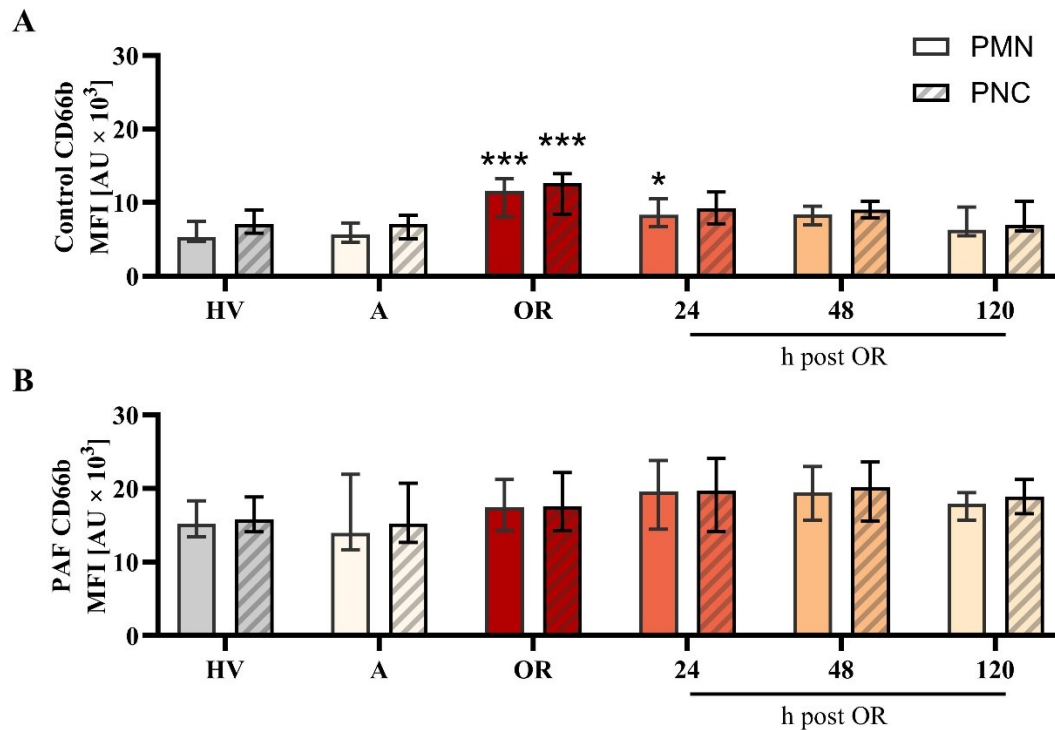 A
Control CD66b
MFI [AU × 10³]
30
20
10
0
PMN
PNC
*** *** *
HV A OR 24 48 120
h post OR
B
PAF CD66b
MFI [AU × 10³]
30
20
10
0
HV A OR 24 48 120
h post OR